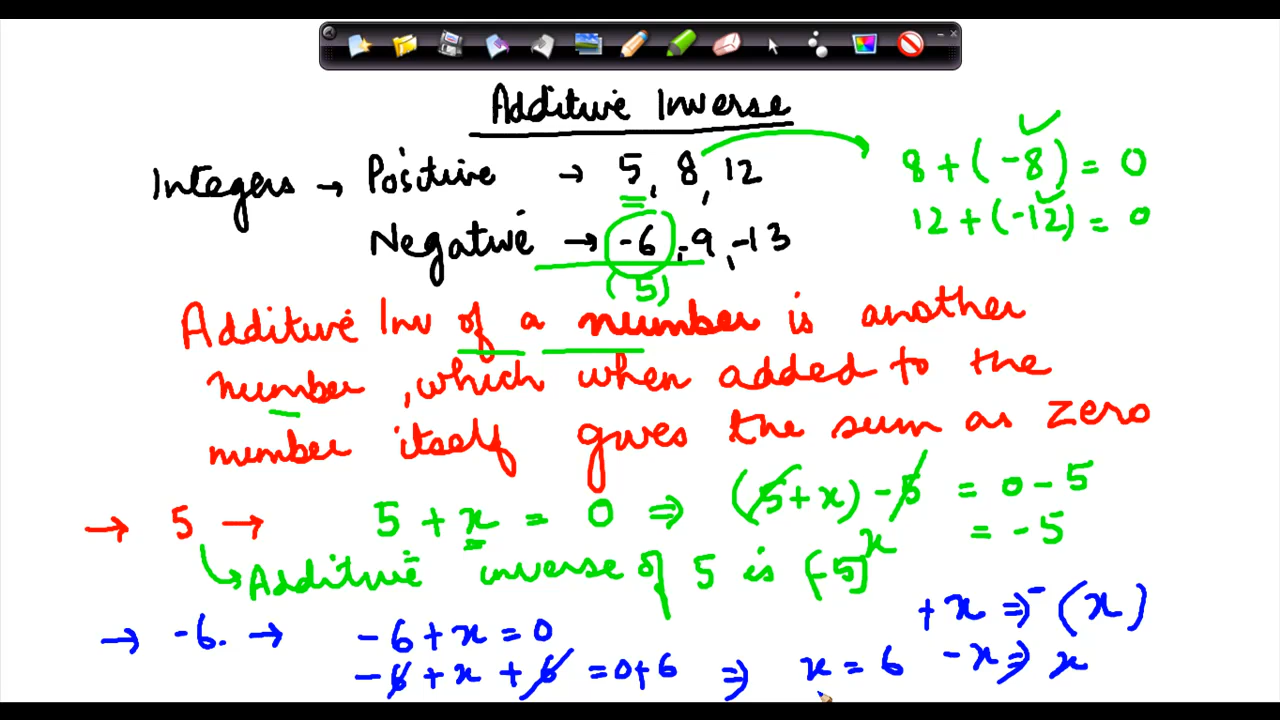 Additive Inverse
Integers → Positive → 5, 8, 12
8 + (-8) = 0
12 + (-12) = 0
Negative → -6, -9, -13
(5)
Additive Inv of a number is another
number, which when added to the
number itself gives the sum as zero
→ 5 → 5 + x = 0 ⇒ (5+x) - 5 = 0 - 5
= -5
Additive inverse of 5 is (-5) x
→ -6. → -6 + x = 0
+x ⇒ -(x)
-6 + x + 6 = 0+6 ⇒ x = 6
-x ⇒ x